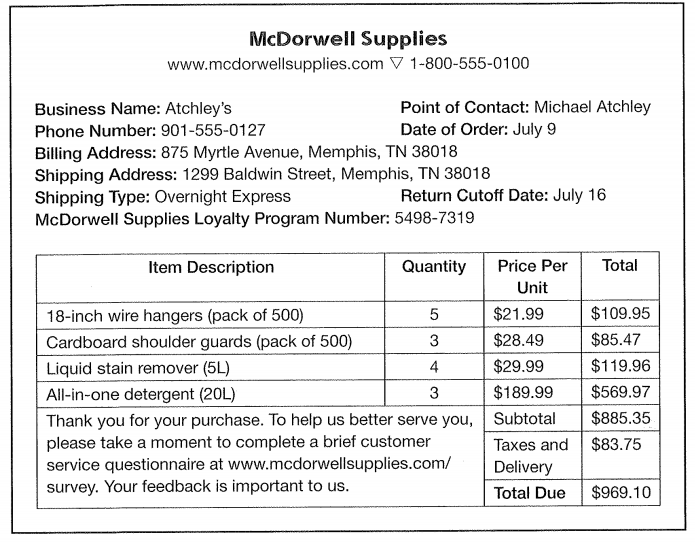 McDorwell Supplies
www.mcdorwellsupplies.com ▽ 1-800-555-0100
Business Name: Atchley's Point of Contact: Michael Atchley
Phone Number: 901-555-0127 Date of Order: July 9
Billing Address: 875 Myrtle Avenue, Memphis, TN 38018
Shipping Address: 1299 Baldwin Street, Memphis, TN 38018
Shipping Type: Overnight Express Return Cutoff Date: July 16
McDorwell Supplies Loyalty Program Number: 5498-7319
Item Description Quantity Price Per Unit Total
18-inch wire hangers (pack of 500) 5 $21.99 $109.95
Cardboard shoulder guards (pack of 500) 3 $28.49 $85.47
Liquid stain remover (5L) 4 $29.99 $119.96
All-in-one detergent (20L) 3 $189.99 $569.97
Thank you for your purchase. To help us better serve you,
please take a moment to complete a brief customer
service questionnaire at www.mcdorwellsupplies.com/
survey. Your feedback is important to us.
Subtotal $885.35
Taxes and Delivery $83.75
Total Due $969.10